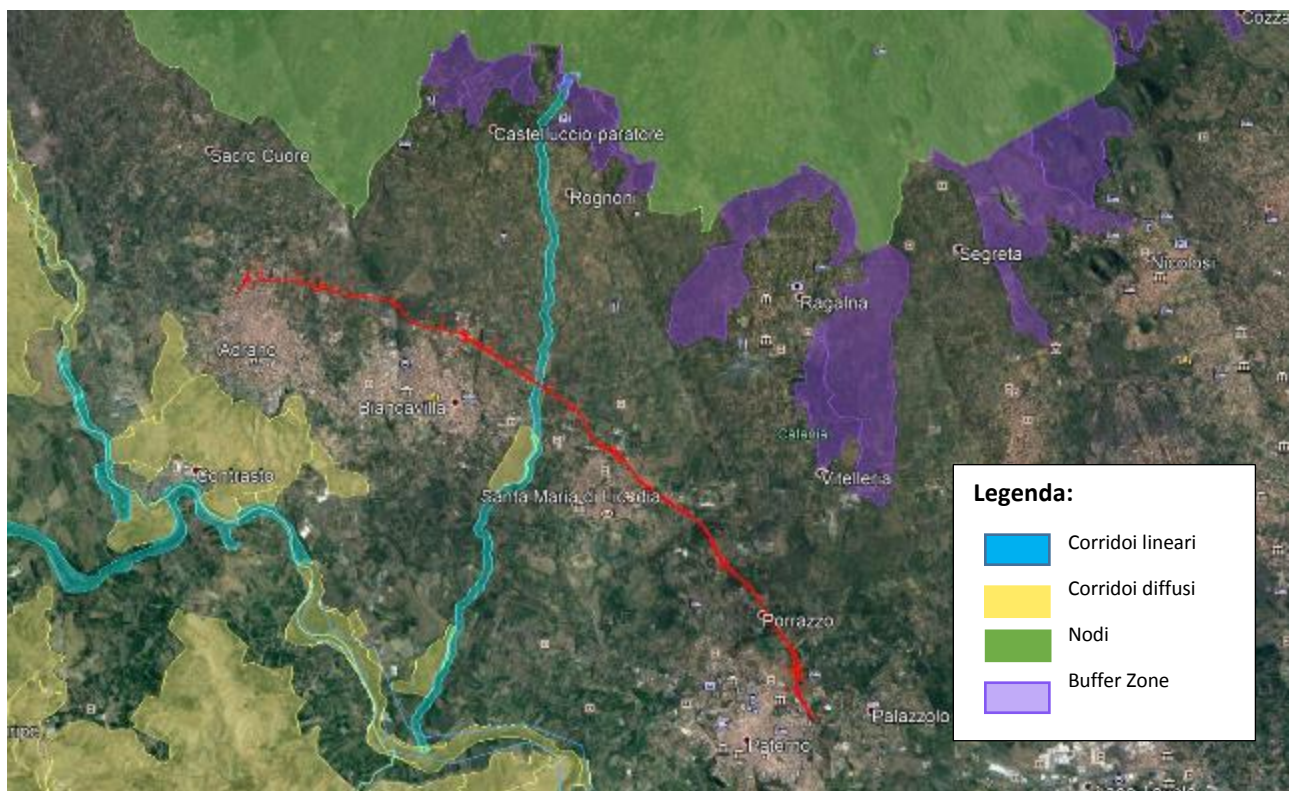 Castelluccio paratore
Sacro Cuore
Rognoni
Segreta
Nicolosi
Ragalna
Adrano
Biancavilla
Catania
Vitelleria
Contrasto
Santa Maria di Licodia
Porrazzo
Palazzolo
Paternò
Legenda:
Corridoi lineari
Corridoi diffusi
Nodi
Buffer Zone